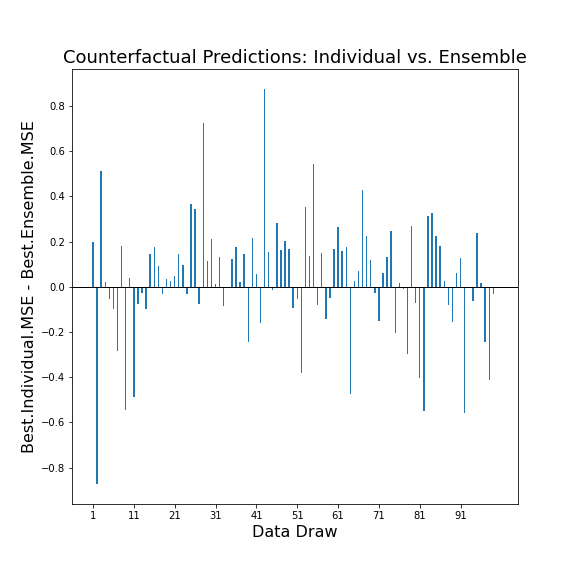 Counterfactual Predictions: Individual vs. Ensemble
Best.Individual.MSE - Best.Ensemble.MSE
0.8
0.6
0.4
0.2
0.0
−0.2
−0.4
−0.6
−0.8
1 11 21 31 41 51 61 71 81 91
Data Draw